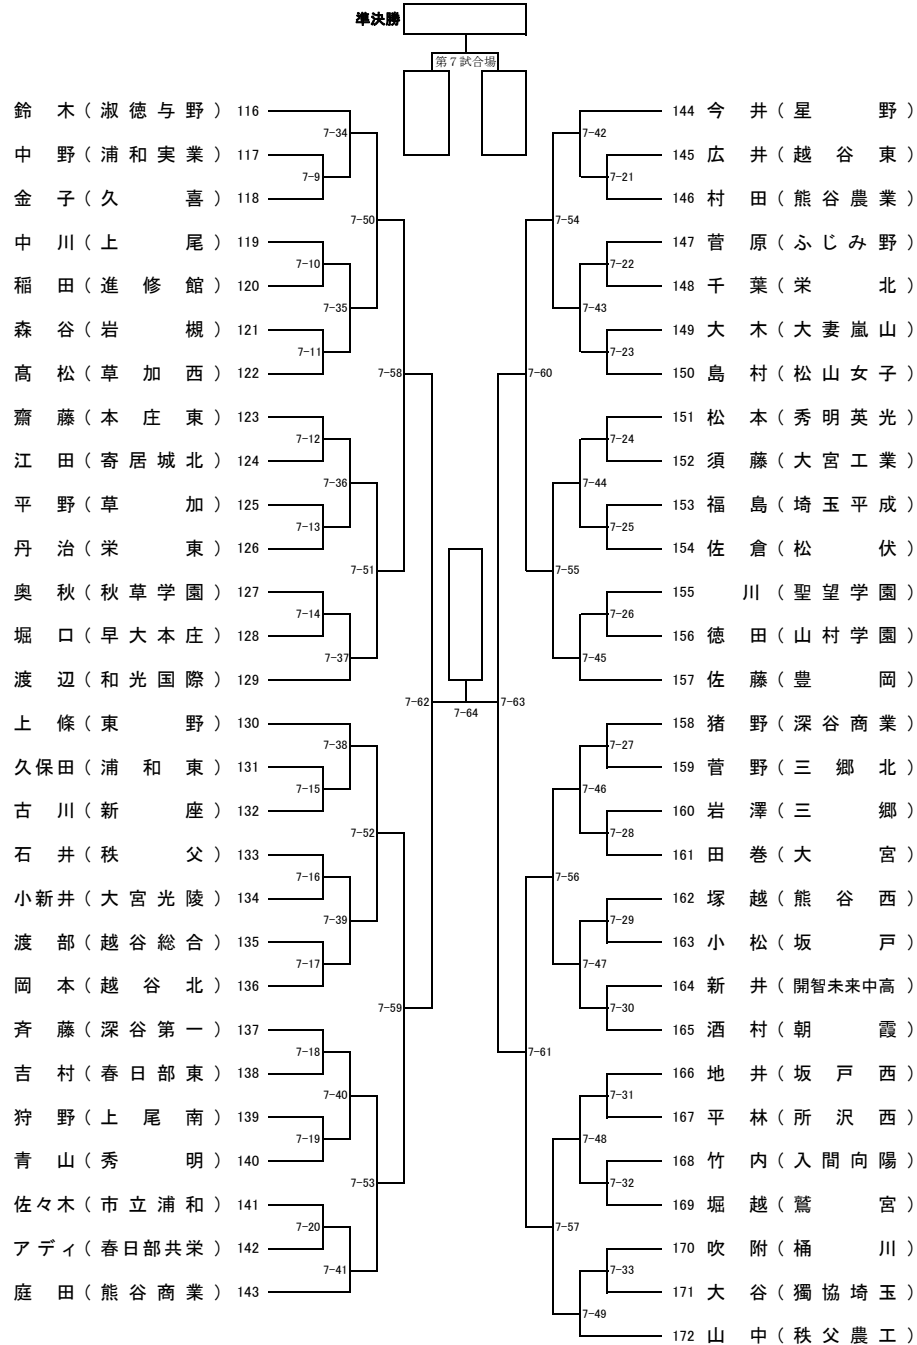 準決勝
第７試合場
鈴木（淑徳与野） 116
中野（浦和実業） 117
金子（久喜） 118
中川（上尾） 119
稲田（進修館） 120
森谷（岩槻） 121
髙松（草加西） 122
齋藤（本庄東） 123
江田（寄居城北） 124
平野（草加） 125
丹治（栄東） 126
奥秋（秋草学園） 127
堀口（早大本庄） 128
渡辺（和光国際） 129
上條（東野） 130
久保田（浦和東） 131
古川（新座） 132
石井（秩父） 133
小新井（大宮光陵） 134
渡部（越谷総合） 135
岡本（越谷北） 136
斉藤（深谷第一） 137
吉村（春日部東） 138
狩野（上尾南） 139
青山（秀明） 140
佐々木（市立浦和） 141
アディ（春日部共栄） 142
庭田（熊谷商業） 143
7-34
7-9
7-50
7-10
7-35
7-11
7-58
7-12
7-36
7-13
7-51
7-14
7-37
7-62
7-38
7-15
7-52
7-16
7-39
7-17
7-59
7-18
7-40
7-19
7-53
7-20
7-41
7-64
7-63
7-42
7-21
7-54
7-22
7-43
7-23
7-60
7-24
7-44
7-25
7-55
7-26
7-45
7-27
7-46
7-28
7-56
7-29
7-47
7-30
7-61
7-31
7-48
7-32
7-57
7-33
7-49
144 今井（星野）
145 広井（越谷東）
146 村田（熊谷農業）
147 菅原（ふじみ野）
148 千葉（栄北）
149 大木（大妻嵐山）
150 島村（松山女子）
151 松本（秀明英光）
152 須藤（大宮工業）
153 福島（埼玉平成）
154 佐倉（松伏）
155 川（聖望学園）
156 徳田（山村学園）
157 佐藤（豊岡）
158 猪野（深谷商業）
159 菅野（三郷北）
160 岩澤（三郷）
161 田巻（大宮）
162 塚越（熊谷西）
163 小松（坂戸）
164 新井（開智未来中高）
165 酒村（朝霞）
166 地井（坂戸西）
167 平林（所沢西）
168 竹内（入間向陽）
169 堀越（鷲宮）
170 吹附（桶川）
171 大谷（獨協埼玉）
172 山中（秩父農工）